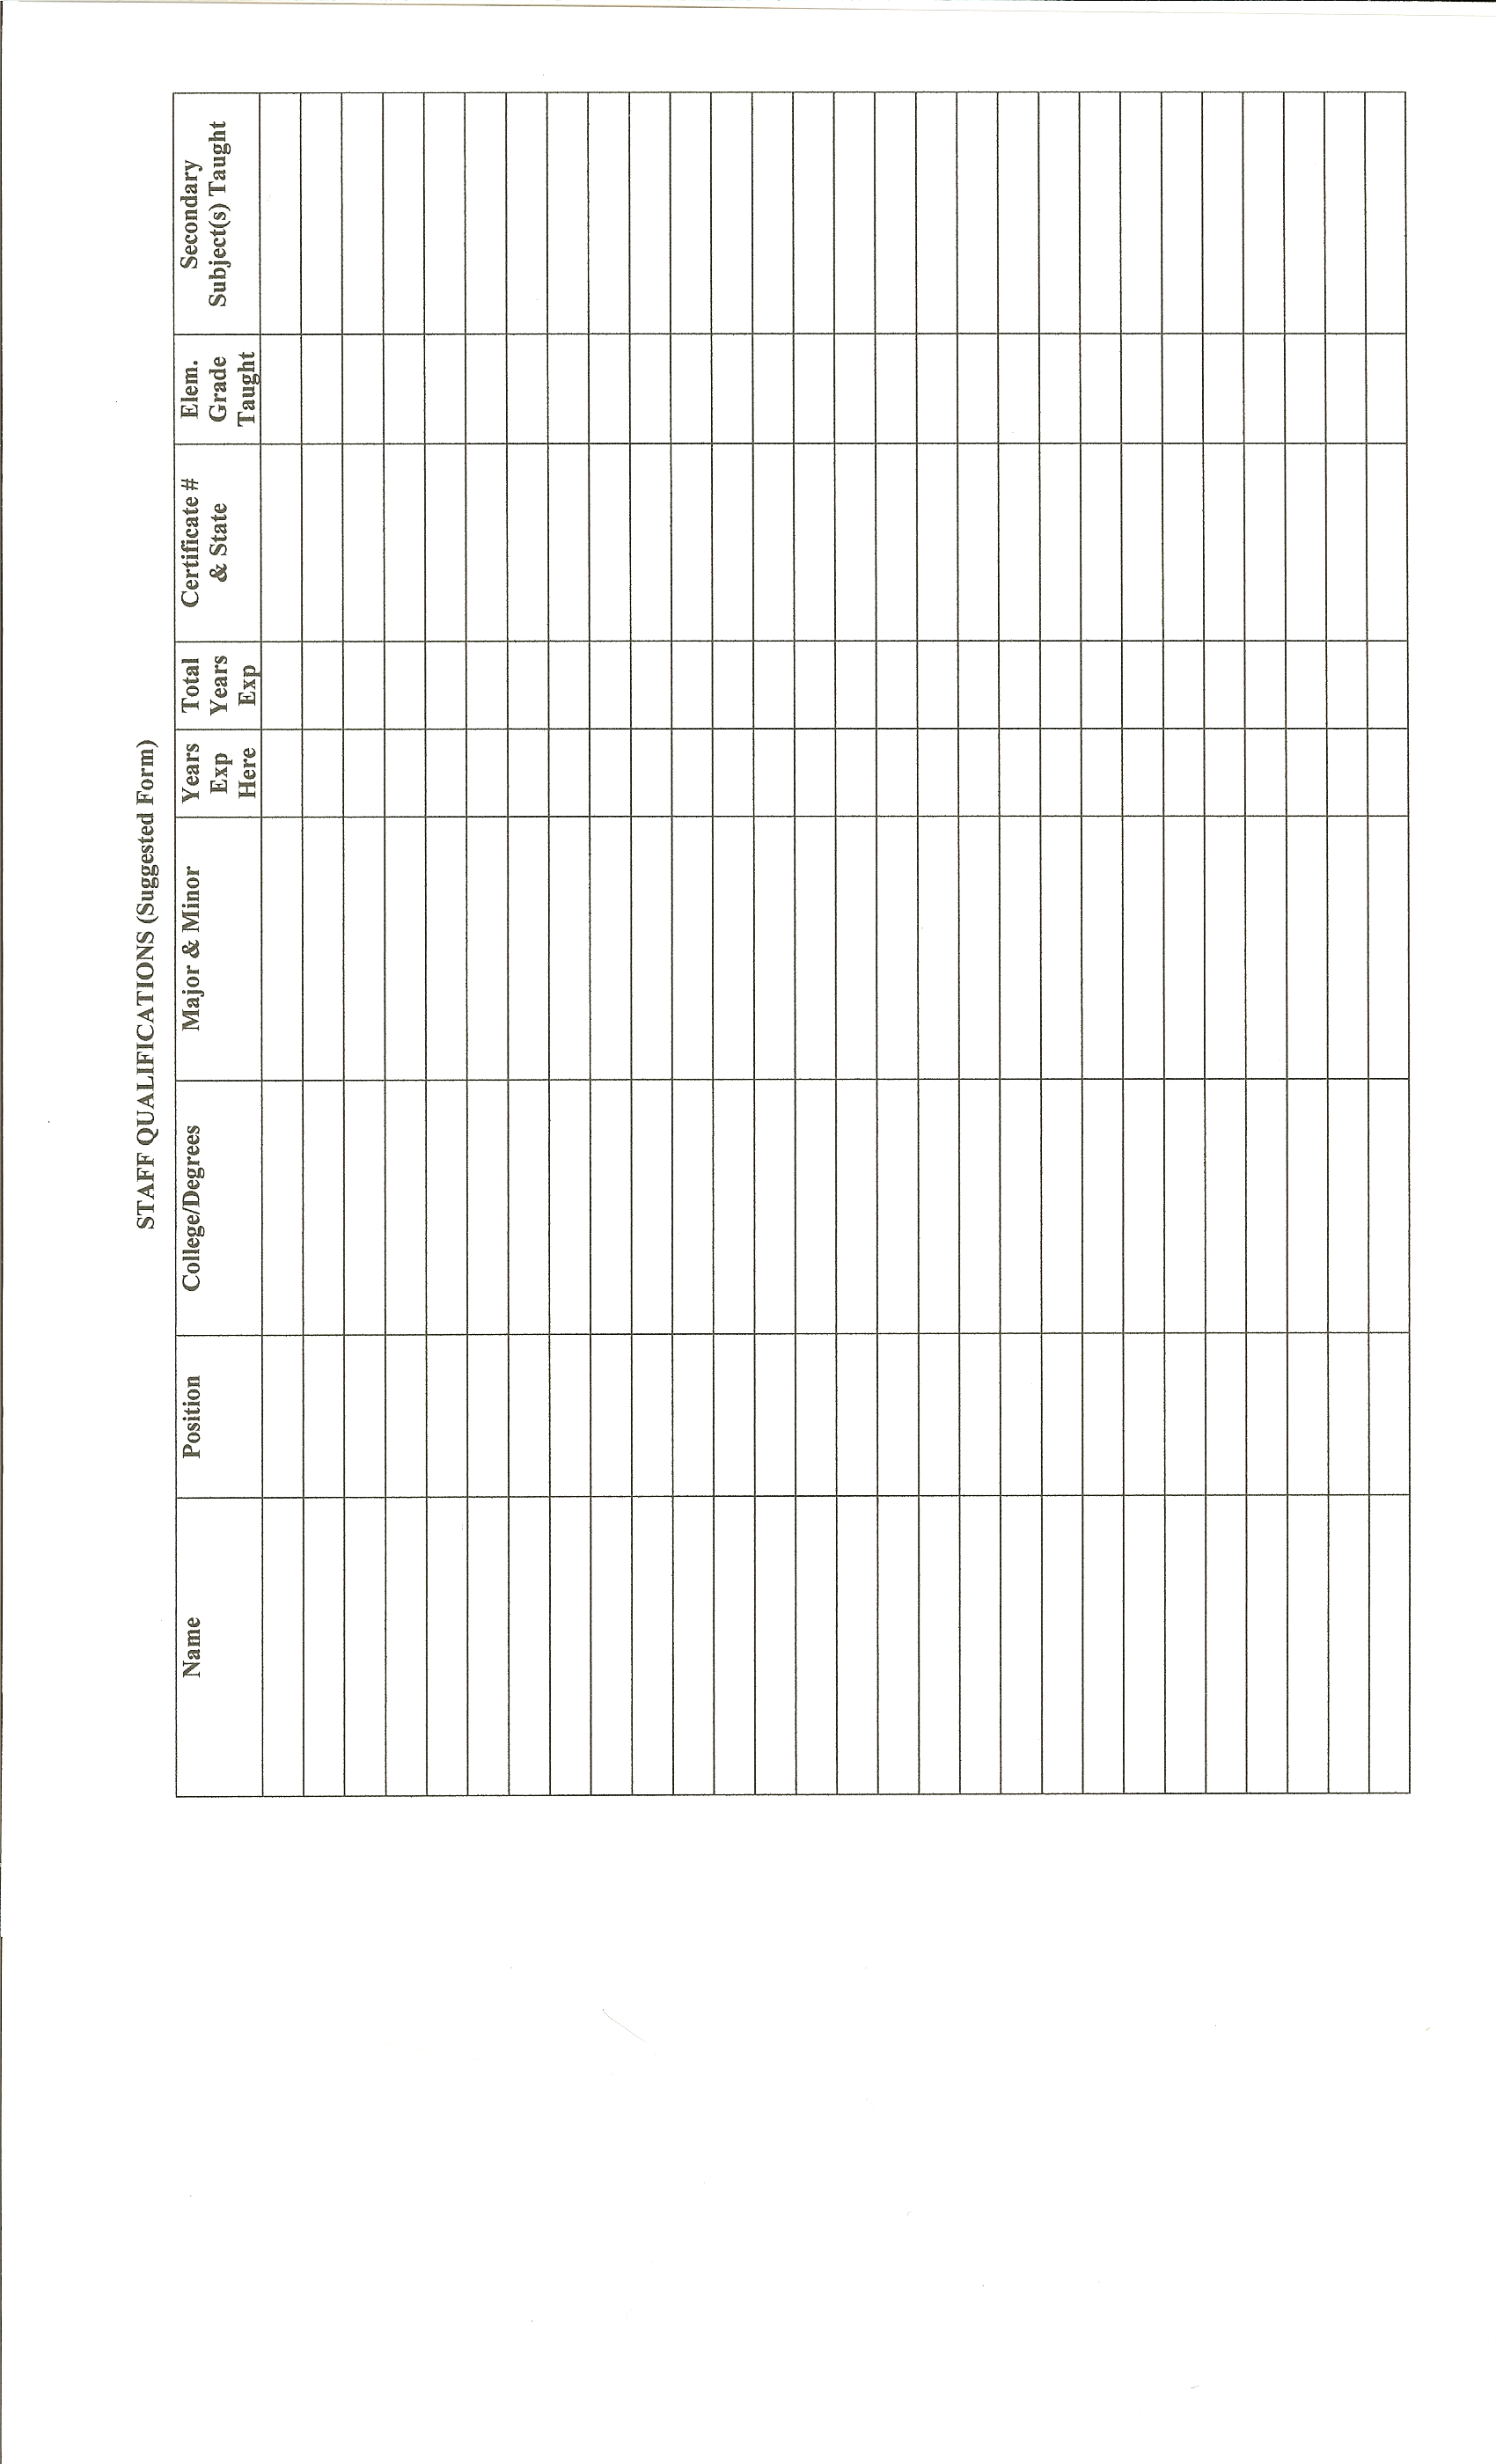 STAFF QUALIFICATIONS (Suggested Form)
Name
Position
College/Degrees
Major & Minor
Years
Exp
Here
Total
Years
Exp
Certificate #
& State
Elem.
Grade
Taught
Secondary
Subject(s) Taught